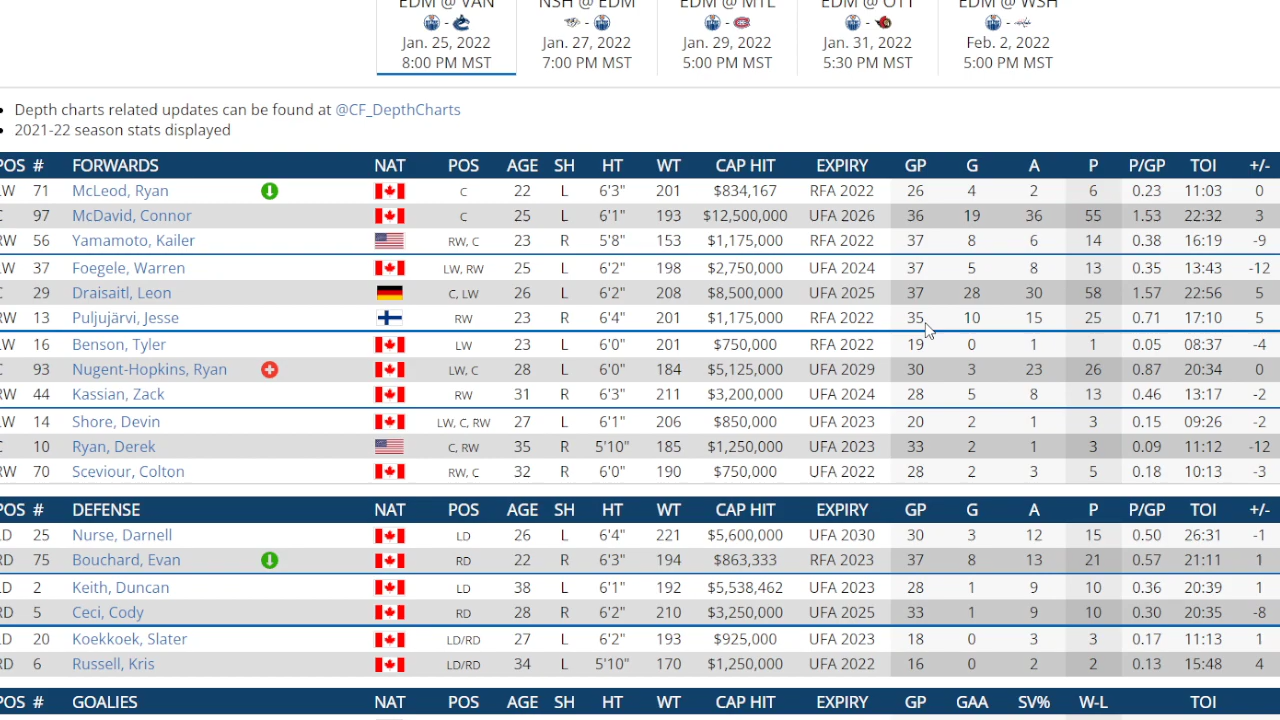 EDM @ VAN NSH @ EDM EDM @ MTL EDM @ OTT EDM @ WSH
- - - - -
Jan. 25, 2022 Jan. 27, 2022 Jan. 29, 2022 Jan. 31, 2022 Feb. 2, 2022
8:00 PM MST 7:00 PM MST 5:00 PM MST 5:30 PM MST 5:00 PM MST
Depth charts related updates can be found at @CF_DepthCharts
2021-22 season stats displayed
POS # FORWARDS NAT POS AGE SH HT WT CAP HIT EXPIRY GP G A P P/GP TOI +/-
LW 71 McLeod, Ryan C 22 L 6'3" 201 $834,167 RFA 2022 26 4 2 6 0.23 11:03 0
C 97 McDavid, Connor C 25 L 6'1" 193 $12,500,000 UFA 2026 36 19 36 55 1.53 22:32 3
RW 56 Yamamoto, Kailer RW, C 23 R 5'8" 153 $1,175,000 RFA 2022 37 8 6 14 0.38 16:19 -9
LW 37 Foegele, Warren LW, RW 25 L 6'2" 198 $2,750,000 UFA 2024 37 5 8 13 0.35 13:43 -12
C 29 Draisaitl, Leon C, LW 26 L 6'2" 208 $8,500,000 UFA 2025 37 28 30 58 1.57 22:56 5
RW 13 Puljujärvi, Jesse RW 23 R 6'4" 201 $1,175,000 RFA 2022 35 10 15 25 0.71 17:10 5
LW 16 Benson, Tyler LW 23 L 6'0" 201 $750,000 RFA 2022 19 0 1 1 0.05 08:37 -4
C 93 Nugent-Hopkins, Ryan LW, C 28 L 6'0" 184 $5,125,000 UFA 2029 30 3 23 26 0.87 20:34 0
RW 44 Kassian, Zack RW 31 R 6'3" 211 $3,200,000 UFA 2024 28 5 8 13 0.46 13:17 -2
LW 14 Shore, Devin LW, C, RW 27 L 6'1" 206 $850,000 UFA 2023 20 2 1 3 0.15 09:26 -2
C 10 Ryan, Derek C, RW 35 R 5'10" 185 $1,250,000 UFA 2023 33 2 1 3 0.09 11:12 -12
RW 70 Sceviour, Colton RW, C 32 R 6'0" 190 $750,000 UFA 2022 28 2 3 5 0.18 10:13 -3
POS # DEFENSE NAT POS AGE SH HT WT CAP HIT EXPIRY GP G A P P/GP TOI +/-
LD 25 Nurse, Darnell LD 26 L 6'4" 221 $5,600,000 UFA 2030 30 3 12 15 0.50 26:31 -1
RD 75 Bouchard, Evan RD 22 R 6'3" 194 $863,333 RFA 2023 37 8 13 21 0.57 21:11 1
LD 2 Keith, Duncan LD 38 L 6'1" 192 $5,538,462 UFA 2023 28 1 9 10 0.36 20:39 1
RD 5 Ceci, Cody RD 28 R 6'2" 210 $3,250,000 UFA 2025 33 1 9 10 0.30 20:35 -8
LD 20 Koekkoek, Slater LD/RD 27 L 6'2" 193 $925,000 UFA 2023 18 0 3 3 0.17 11:13 1
RD 6 Russell, Kris LD/RD 34 L 5'10" 170 $1,250,000 UFA 2022 16 0 2 2 0.13 15:48 4
POS # GOALIES NAT POS AGE SH HT WT CAP HIT EXPIRY GP GAA SV% W-L TOI